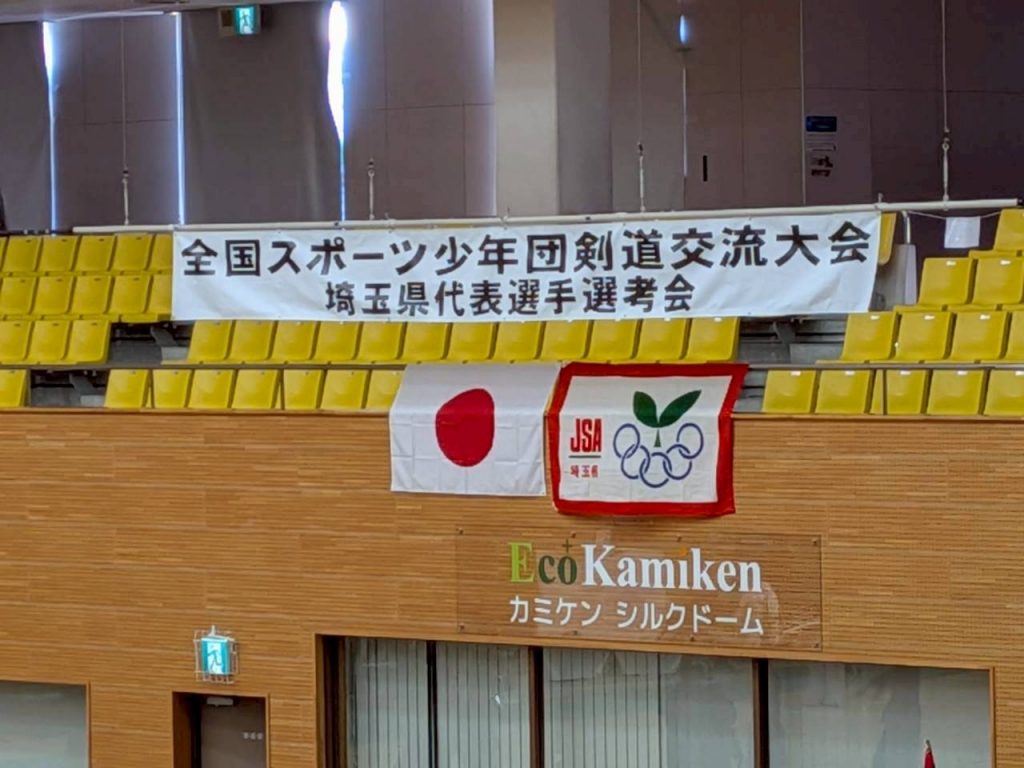 全国スポーツ少年団剣道交流大会
埼玉県代表選手選考会
JSA
埼玉県
Eco Kamiken
カミケン シルクドーム